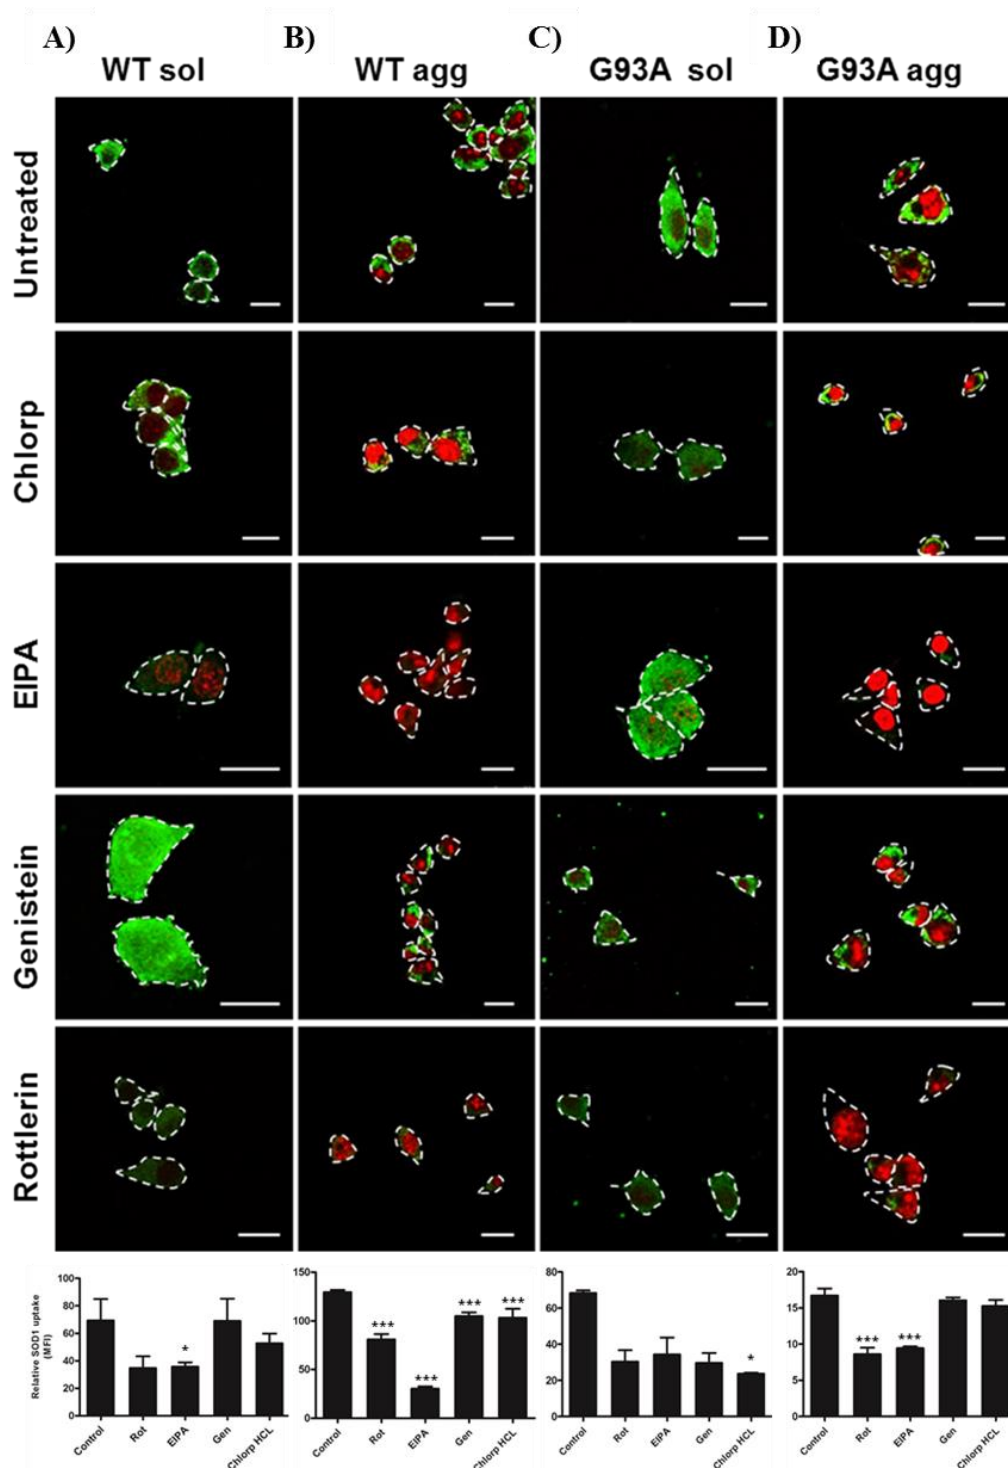 A) B) C) D)
WT sol WT agg G93A sol G93A agg
Untreated
Chlorp
EIPA
Genistein
Rottlerin
Relative SOD1 uptake
(MFI)
100
80
60
40
20
0
*
Control Rot EIPA Gen Chlorp HCL
150
100
50
0
*** *** *** ***
Control Rot EIPA Gen Chlorp HCL
80
60
40
20
0
*
Control Rot EIPA Gen Chlorp HCL
20
15
10
5
0
*** ***
Control Rot EIPA Gen Chlorp HCL